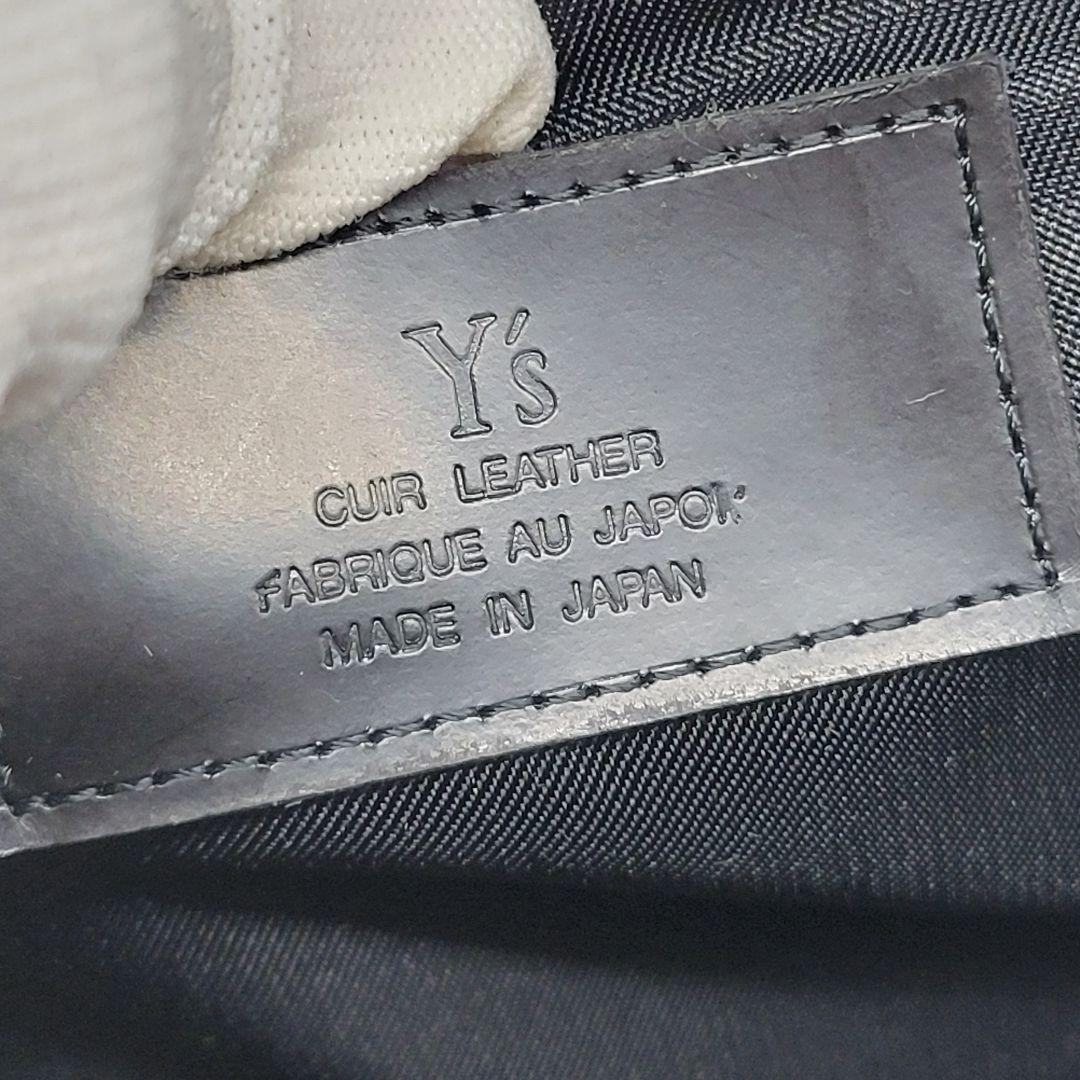 Y's
CUIR LEATHER
FABRIQUE AU JAPON
MADE IN JAPAN